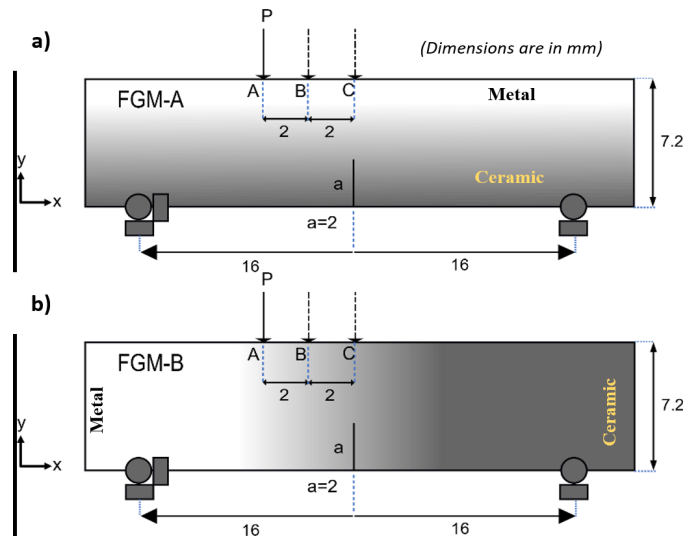 P
a)
(Dimensions are in mm)
A B C
FGM-A
Metal
2 2
7.2
y
x
a
Ceramic
a=2
16 16
P
b)
A B C
FGM-B
Metal
2 2
Ceramic
7.2
y
x
a
a=2
16 16